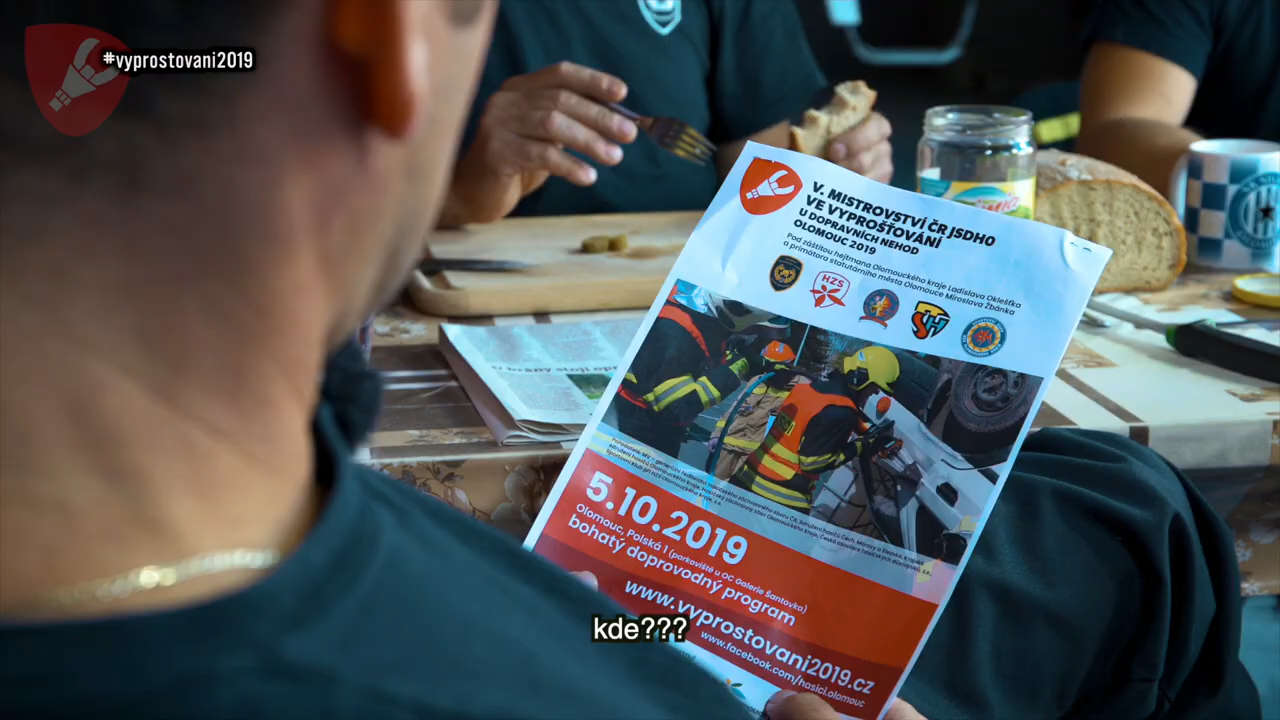 #vyprostovani2019
V. MISTROVSTVÍ ČR JSDHO
VE VYPROŠŤOVÁNÍ
U DOPRAVNÍCH NEHOD
OLOMOUC 2019
Pod záštitou hejtmana Olomouckého kraje Ladislava Oklešťka
a primátora statutárního města Olomouce Miroslava Žbánka
HZS
5.10.2019
Olomouc, Polská 1 (parkoviště u OC Galerie Šantovka)
bohatý doprovodný program
www.vyprostovani2019.cz
www.facebook.com/hasici.olomouc
kde???